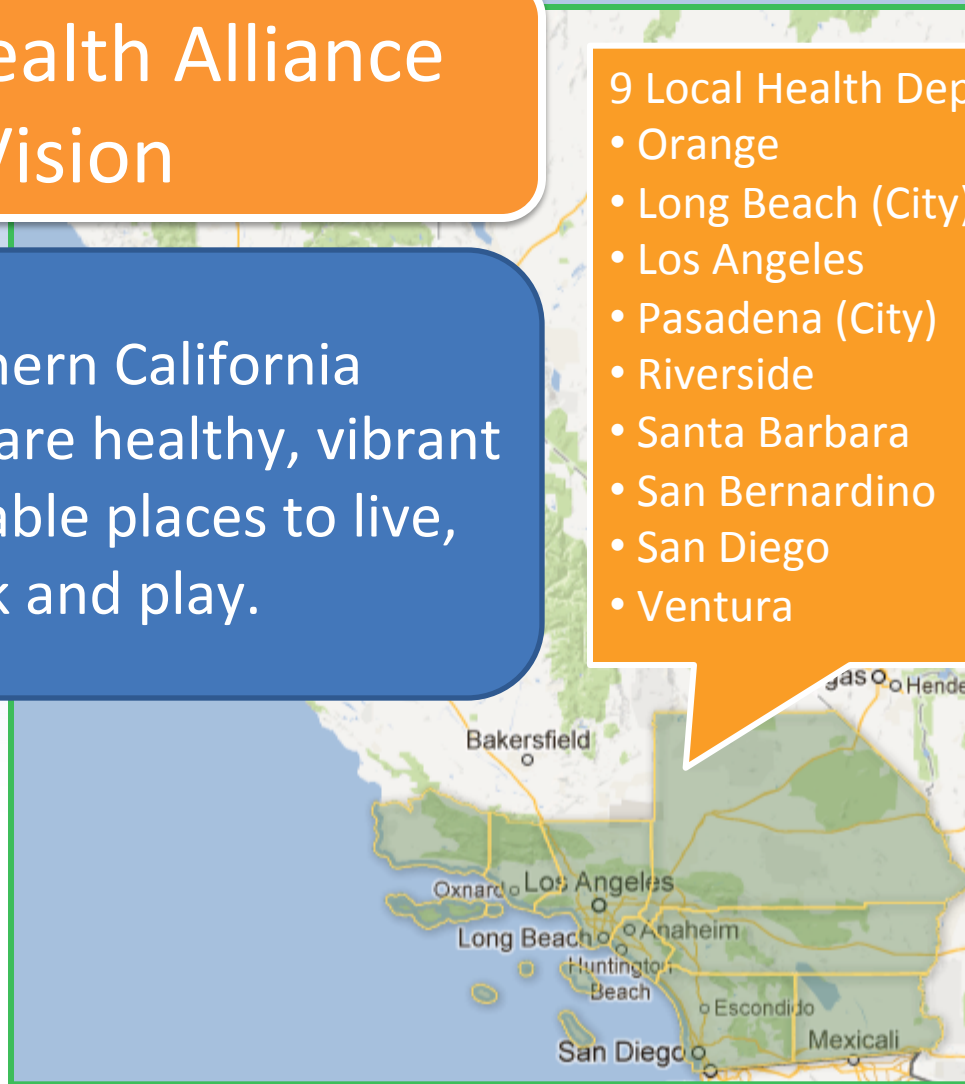 ealth Alliance
Vision
hern California
are healthy, vibrant
able places to live,
k and play.
9 Local Health Dep
• Orange
• Long Beach (City)
• Los Angeles
• Pasadena (City)
• Riverside
• Santa Barbara
• San Bernardino
• San Diego
• Ventura
gas
Hende
Bakersfield
Oxnard
Los Angeles
Long Beach
Anaheim
Huntington
Beach
Escondido
San Diego
Mexicali